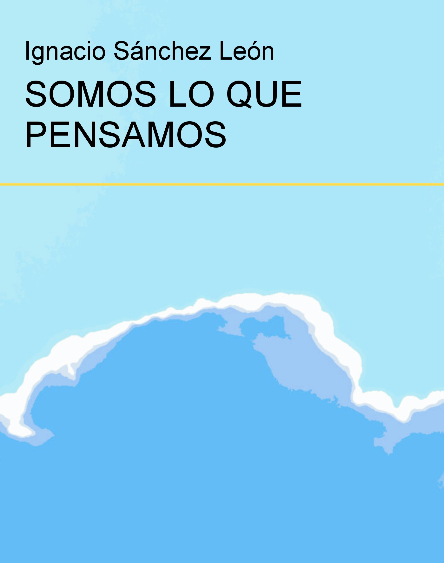 Ignacio Sánchez León
SOMOS LO QUE
PENSAMOS